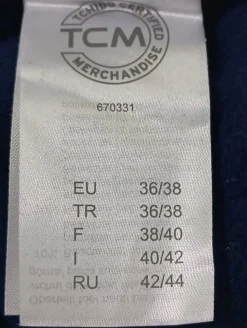 TCHIBO CERTIFIED
TCM
MERCHANDISE
670331
EU 36/38
TR 36/38
F 38/40
I 40/42
RU 42/44